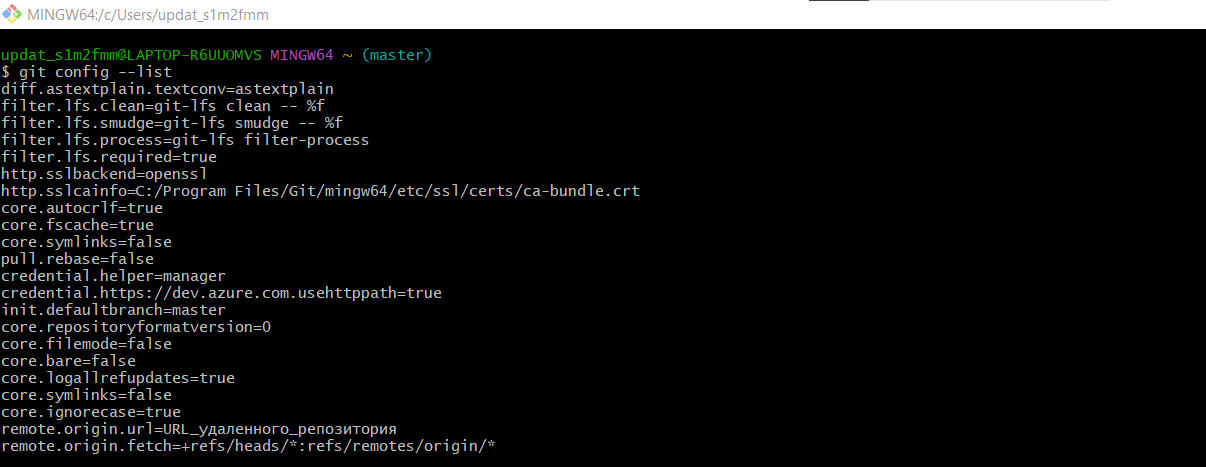 MINGW64:/c/Users/updat_s1m2fmm
updat_s1m2fmm@LAPTOP-R6UUOMVS MINGW64 ~ (master)
$ git config --list
diff.astextplain.textconv=astextplain
filter.lfs.clean=git-lfs clean -- %f
filter.lfs.smudge=git-lfs smudge -- %f
filter.lfs.process=git-lfs filter-process
filter.lfs.required=true
http.sslbackend=openssl
http.sslcainfo=C:/Program Files/Git/mingw64/etc/ssl/certs/ca-bundle.crt
core.autocrlf=true
core.fscache=true
core.symlinks=false
pull.rebase=false
credential.helper=manager
credential.https://dev.azure.com.usehttppath=true
init.defaultbranch=master
core.repositoryformatversion=0
core.filemode=false
core.bare=false
core.logallrefupdates=true
core.symlinks=false
core.ignorecase=true
remote.origin.url=URL_удаленного_репозитория
remote.origin.fetch=+refs/heads/*:refs/remotes/origin/*